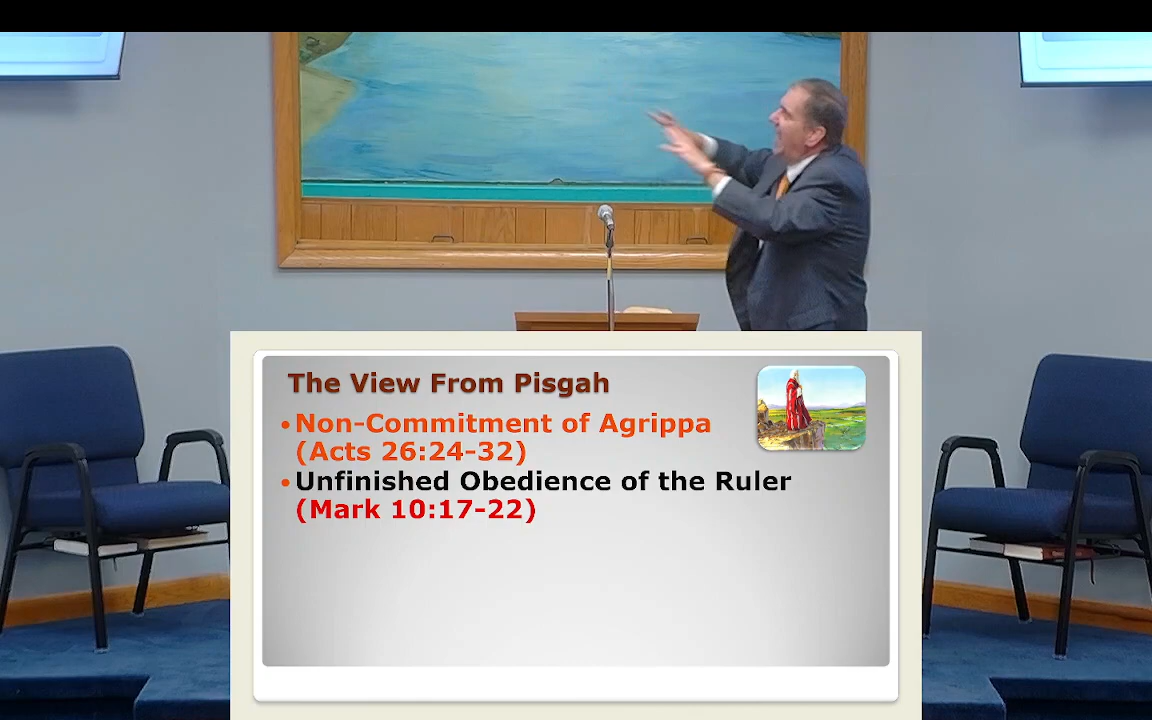 The View From Pisgah
•Non-Commitment of Agrippa
(Acts 26:24-32)
•Unfinished Obedience of the Ruler
(Mark 10:17-22)